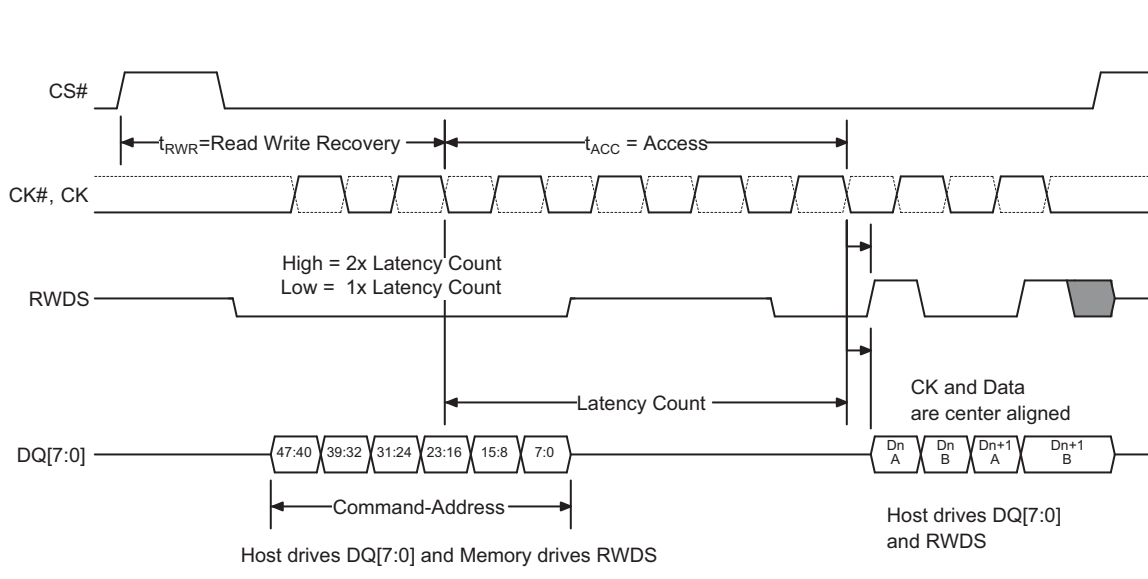 CS#
tRWR=Read Write Recovery
tACC = Access
CK#, CK
High = 2x Latency Count
Low = 1x Latency Count
RWDS
CK and Data
are center aligned
Latency Count
DQ[7:0]
47:40 39:32 31:24 23:16 15:8 7:0
Dn A
Dn B
Dn+1 A
Dn+1 B
Command-Address
Host drives DQ[7:0]
and RWDS
Host drives DQ[7:0] and Memory drives RWDS